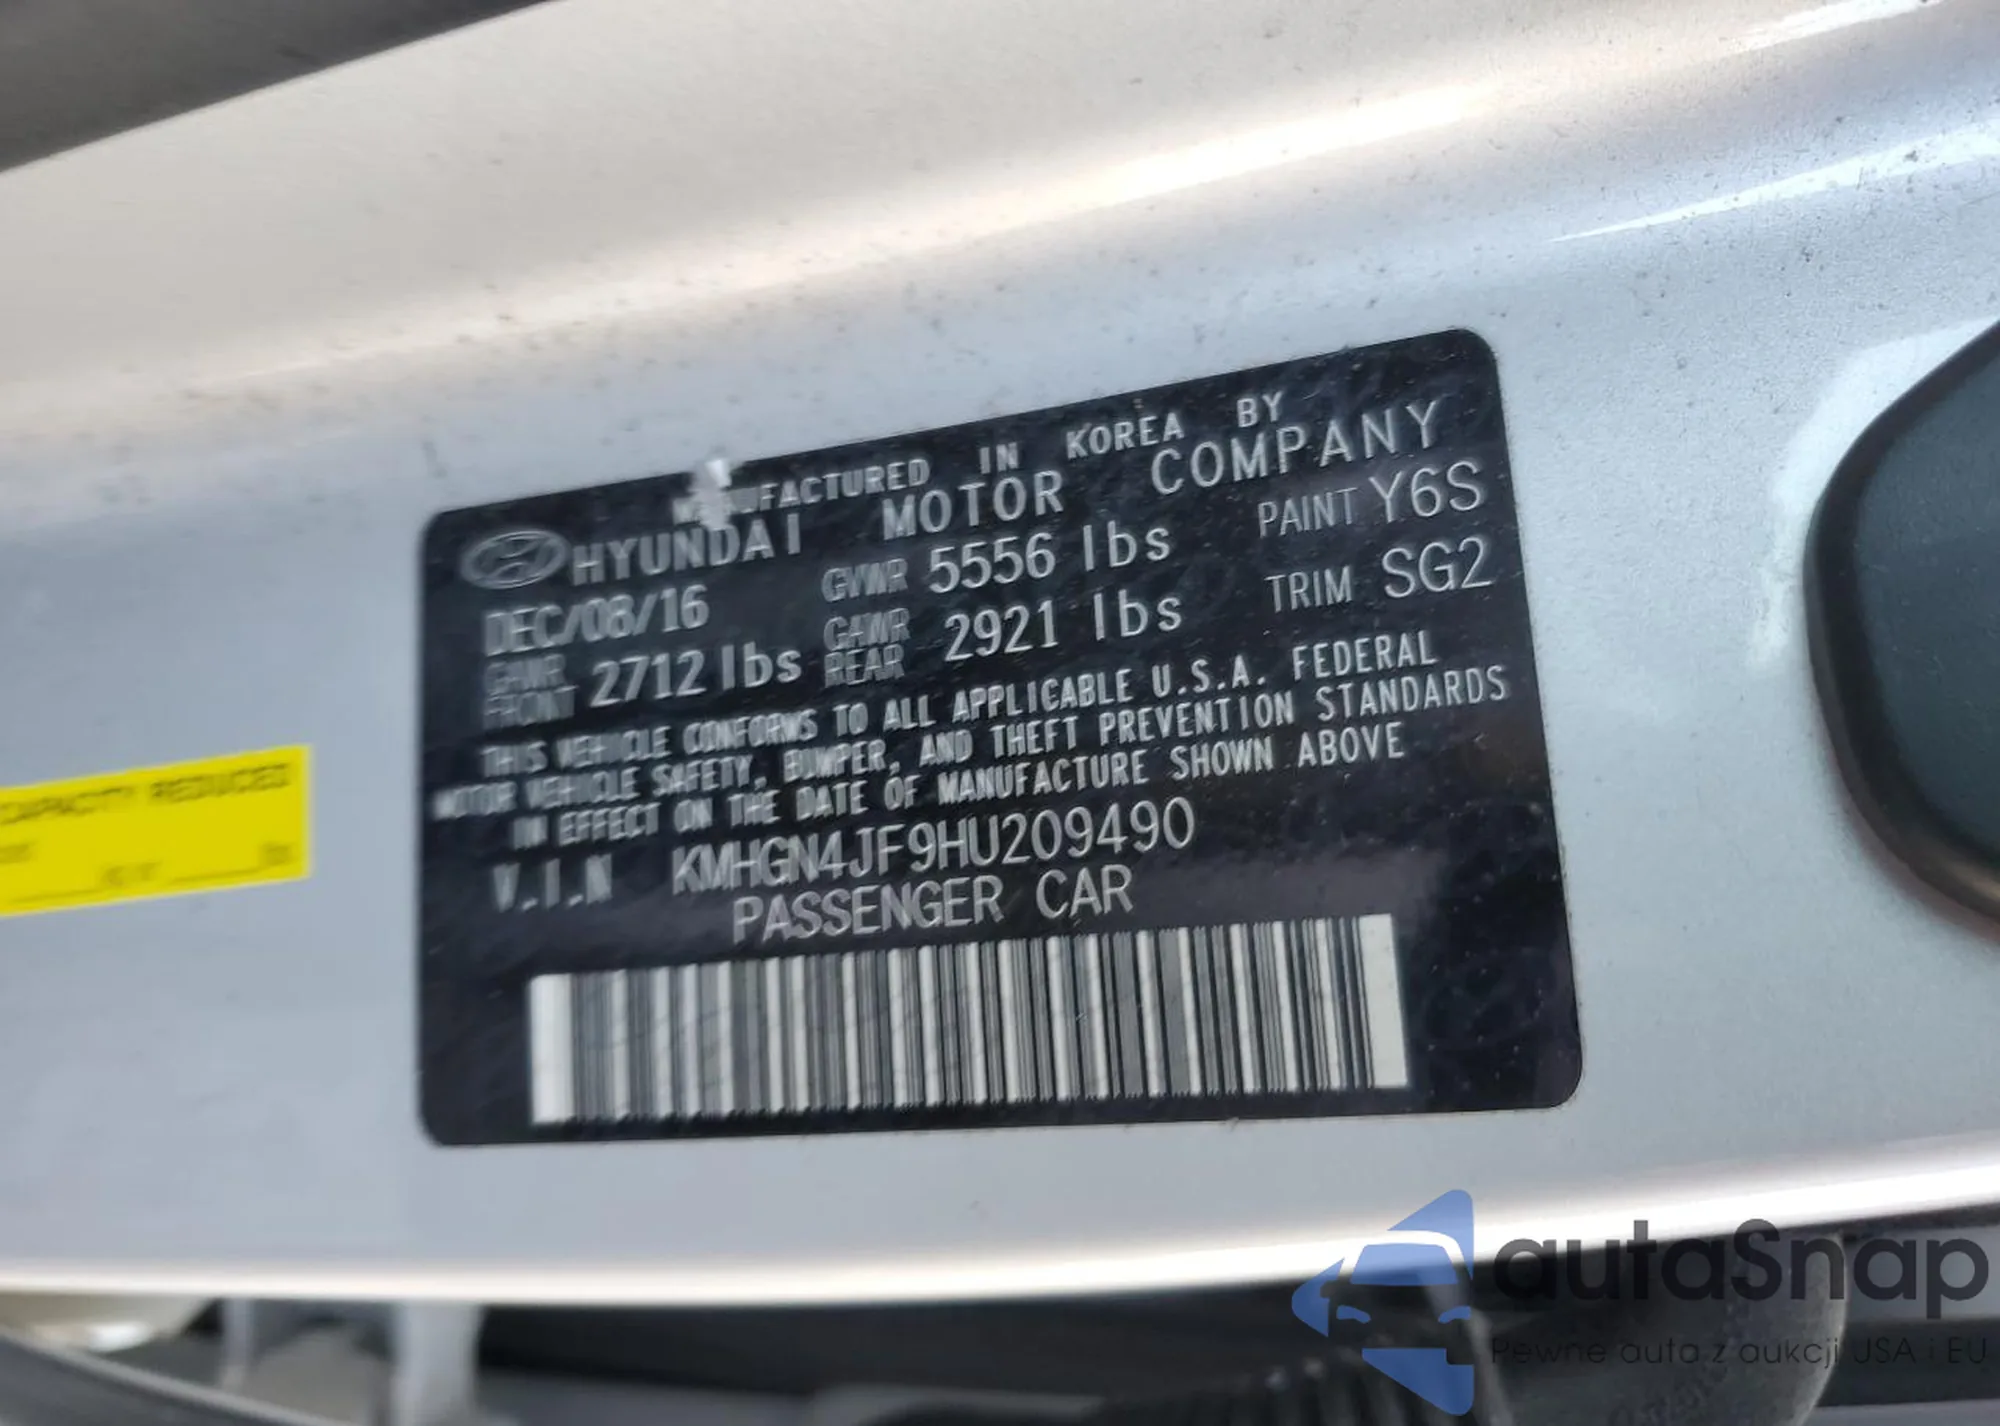 MANUFACTURED IN KOREA BY
HYUNDAI MOTOR COMPANY
DEC/08/16 GVWR 5556 lbs PAINT Y6S
GAWR FRONT 2712 lbs GAWR REAR 2921 lbs TRIM SG2
THIS VEHICLE CONFORMS TO ALL APPLICABLE U.S.A. FEDERAL
MOTOR VEHICLE SAFETY, BUMPER, AND THEFT PREVENTION STANDARDS
IN EFFECT ON THE DATE OF MANUFACTURE SHOWN ABOVE
V.I.N KMHGN4JF9HU209490
PASSENGER CAR
CAPACITY REDUCED
autaSnap
Pewne auta z aukcji USA i EU